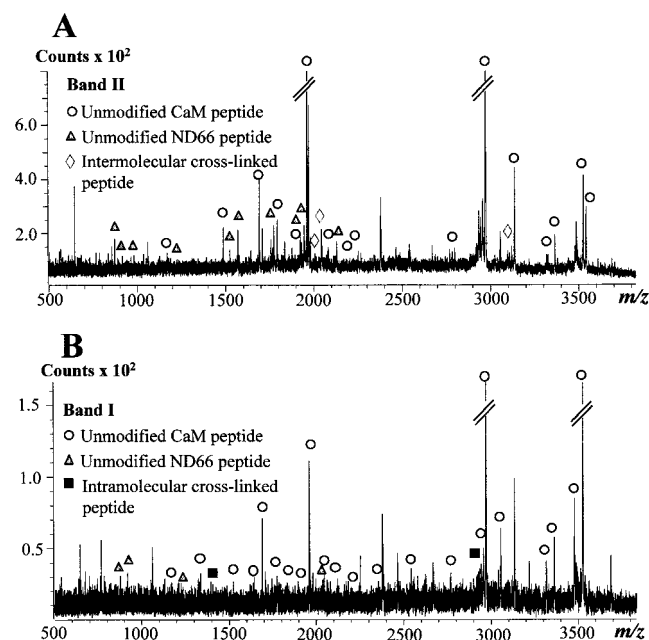 A
Counts x 10²
Band II
Unmodified CaM peptide
Unmodified ND66 peptide
Intermolecular cross-linked
peptide
6.0
4.0
2.0
500 1000 1500 2000 2500 3000 3500 m/z
B
Counts x 10²
1.5
Band I
Unmodified CaM peptide
Unmodified ND66 peptide
Intramolecular cross-linked
peptide
1.0
0.5
500 1000 1500 2000 2500 3000 3500 m/z